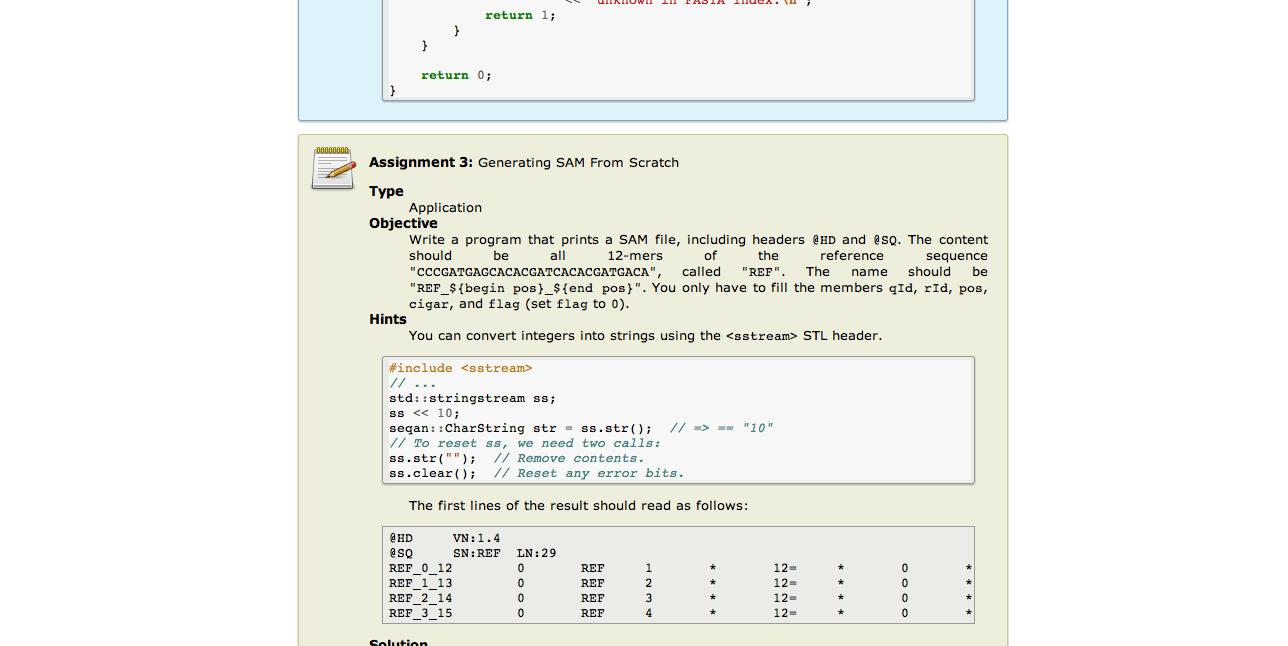 << "unknown in FASTA index.\n";
return 1;
}
}
return 0;
}
Assignment 3: Generating SAM From Scratch
Type
Application
Objective
Write a program that prints a SAM file, including headers @HD and @SQ. The content
should be all 12-mers of the reference sequence
"CCCGATGAGCACACGATCACACGATGACA", called "REF". The name should be
"REF_${begin pos}_${end pos}". You only have to fill the members qId, rId, pos,
cigar, and flag (set flag to 0).
Hints
You can convert integers into strings using the <sstream> STL header.
#include <sstream>
// ...
std::stringstream ss;
ss << 10;
seqan::CharString str = ss.str();  // => == "10"
// To reset ss, we need two calls:
ss.str("");  // Remove contents.
ss.clear();  // Reset any error bits.
The first lines of the result should read as follows:
@HD VN:1.4
@SQ SN:REF LN:29
REF_0_12 0 REF 1 * 12= * 0 *
REF_1_13 0 REF 2 * 12= * 0 *
REF_2_14 0 REF 3 * 12= * 0 *
REF_3_15 0 REF 4 * 12= * 0 *
Solution